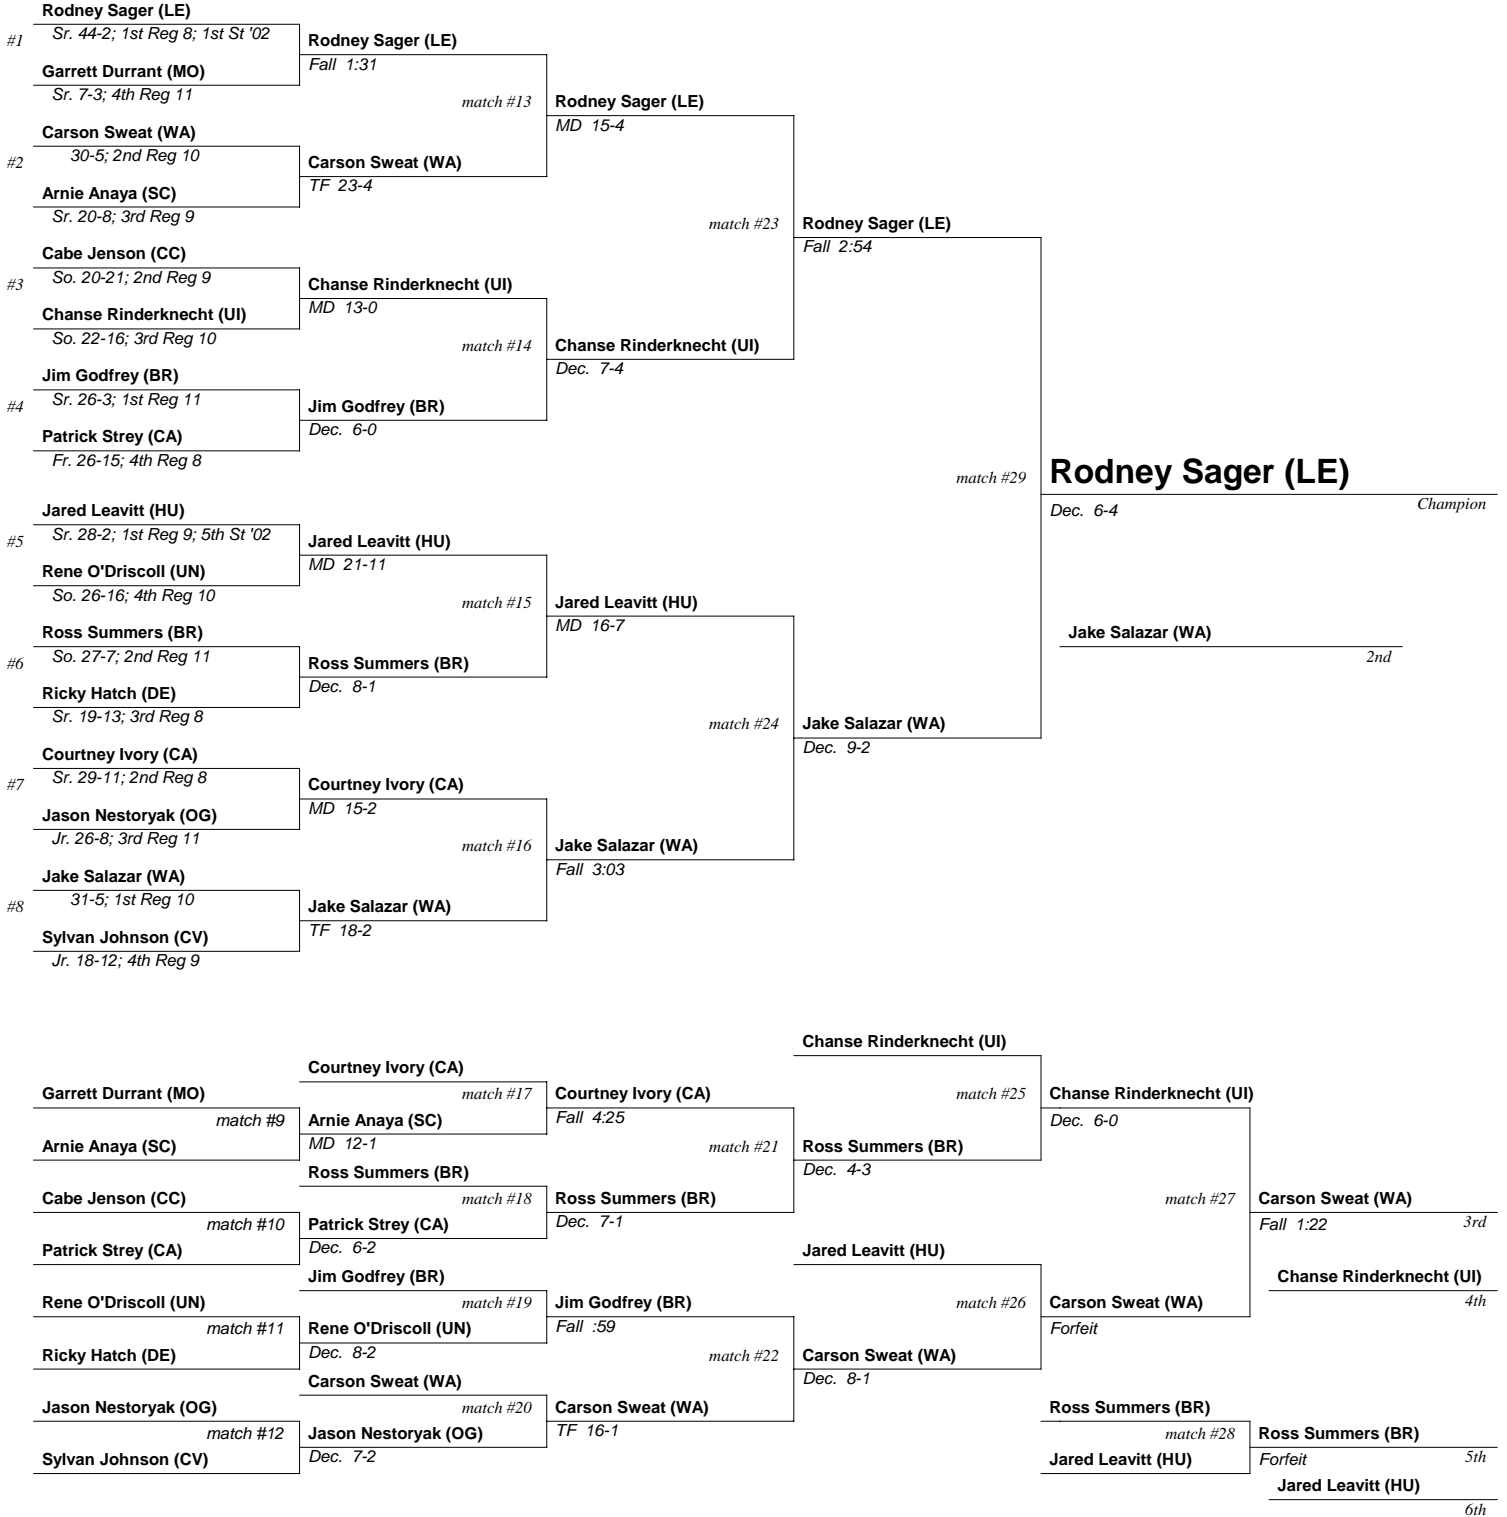 Rodney Sager (LE)
#1 Sr. 44-2; 1st Reg 8; 1st St '02
Rodney Sager (LE)
Fall 1:31
Garrett Durrant (MO)
Sr. 7-3; 4th Reg 11
match #13 Rodney Sager (LE)
MD 15-4
Carson Sweat (WA)
#2 30-5; 2nd Reg 10
Carson Sweat (WA)
TF 23-4
Arnie Anaya (SC)
Sr. 20-8; 3rd Reg 9
match #23 Rodney Sager (LE)
Fall 2:54
Cabe Jenson (CC)
#3 So. 20-21; 2nd Reg 9
Chanse Rinderknecht (UI)
MD 13-0
Chanse Rinderknecht (UI)
So. 22-16; 3rd Reg 10
match #14 Chanse Rinderknecht (UI)
Dec. 7-4
Jim Godfrey (BR)
#4 Sr. 26-3; 1st Reg 11
Jim Godfrey (BR)
Dec. 6-0
Patrick Strey (CA)
Fr. 26-15; 4th Reg 8
match #29 Rodney Sager (LE)
Dec. 6-4 Champion
Jared Leavitt (HU)
#5 Sr. 28-2; 1st Reg 9; 5th St '02
Jared Leavitt (HU)
MD 21-11
Rene O'Driscoll (UN)
So. 26-16; 4th Reg 10
match #15 Jared Leavitt (HU)
MD 16-7
Jake Salazar (WA)
2nd
Ross Summers (BR)
#6 So. 27-7; 2nd Reg 11
Ross Summers (BR)
Dec. 8-1
Ricky Hatch (DE)
Sr. 19-13; 3rd Reg 8
match #24 Jake Salazar (WA)
Dec. 9-2
Courtney Ivory (CA)
#7 Sr. 29-11; 2nd Reg 8
Courtney Ivory (CA)
MD 15-2
Jason Nestoryak (OG)
Jr. 26-8; 3rd Reg 11
match #16 Jake Salazar (WA)
Fall 3:03
Jake Salazar (WA)
#8 31-5; 1st Reg 10
Jake Salazar (WA)
TF 18-2
Sylvan Johnson (CV)
Jr. 18-12; 4th Reg 9
Chanse Rinderknecht (UI)
Courtney Ivory (CA)
Garrett Durrant (MO) match #17 Courtney Ivory (CA) match #25 Chanse Rinderknecht (UI)
match #9 Arnie Anaya (SC) Fall 4:25 Dec. 6-0
Arnie Anaya (SC) MD 12-1 match #21 Ross Summers (BR)
Ross Summers (BR) Dec. 4-3
Cabe Jenson (CC) match #18 Ross Summers (BR) match #27 Carson Sweat (WA)
match #10 Patrick Strey (CA) Dec. 7-1 Fall 1:22 3rd
Patrick Strey (CA) Dec. 6-2 Jared Leavitt (HU)
Jim Godfrey (BR) Chanse Rinderknecht (UI)
Rene O'Driscoll (UN) match #19 Jim Godfrey (BR) match #26 Carson Sweat (WA) 4th
match #11 Rene O'Driscoll (UN) Fall :59 Forfeit
Ricky Hatch (DE) Dec. 8-2 match #22 Carson Sweat (WA)
Carson Sweat (WA) Dec. 8-1
Jason Nestoryak (OG) match #20 Carson Sweat (WA) Ross Summers (BR)
match #12 Jason Nestoryak (OG) TF 16-1 match #28 Ross Summers (BR)
Sylvan Johnson (CV) Dec. 7-2 Jared Leavitt (HU) Forfeit 5th
Jared Leavitt (HU)
6th